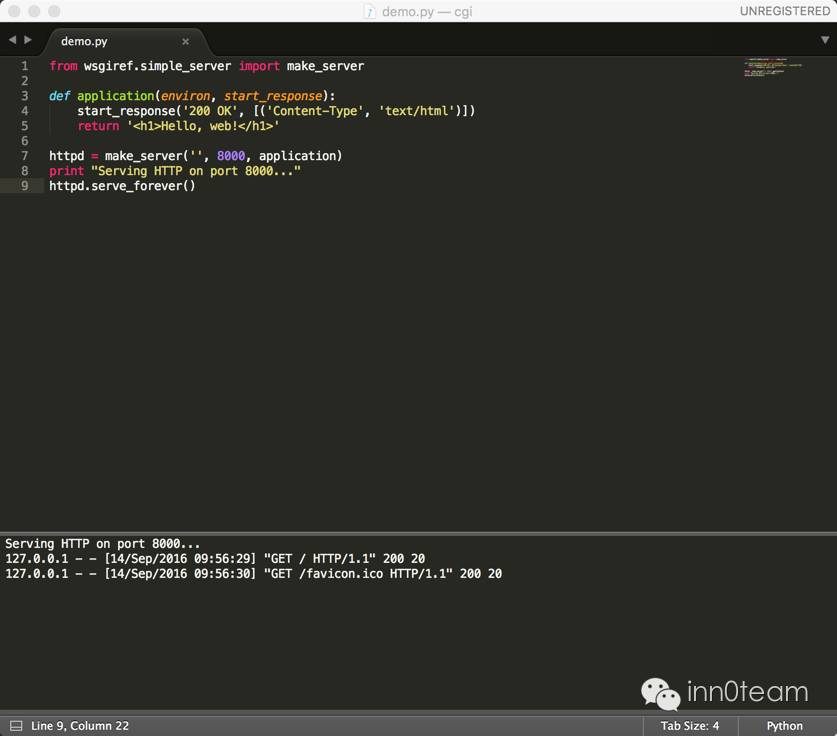 demo.py — cgi
UNREGISTERED
demo.py ×
1 from wsgiref.simple_server import make_server
2
3 def application(environ, start_response):
4     start_response('200 OK', [('Content-Type', 'text/html')])
5     return '<h1>Hello, web!</h1>'
6
7 httpd = make_server('', 8000, application)
8 print "Serving HTTP on port 8000..."
9 httpd.serve_forever()
Serving HTTP on port 8000...
127.0.0.1 - - [14/Sep/2016 09:56:29] "GET / HTTP/1.1" 200 20
127.0.0.1 - - [14/Sep/2016 09:56:30] "GET /favicon.ico HTTP/1.1" 200 20
inn0team
Line 9, Column 22
Tab Size: 4
Python